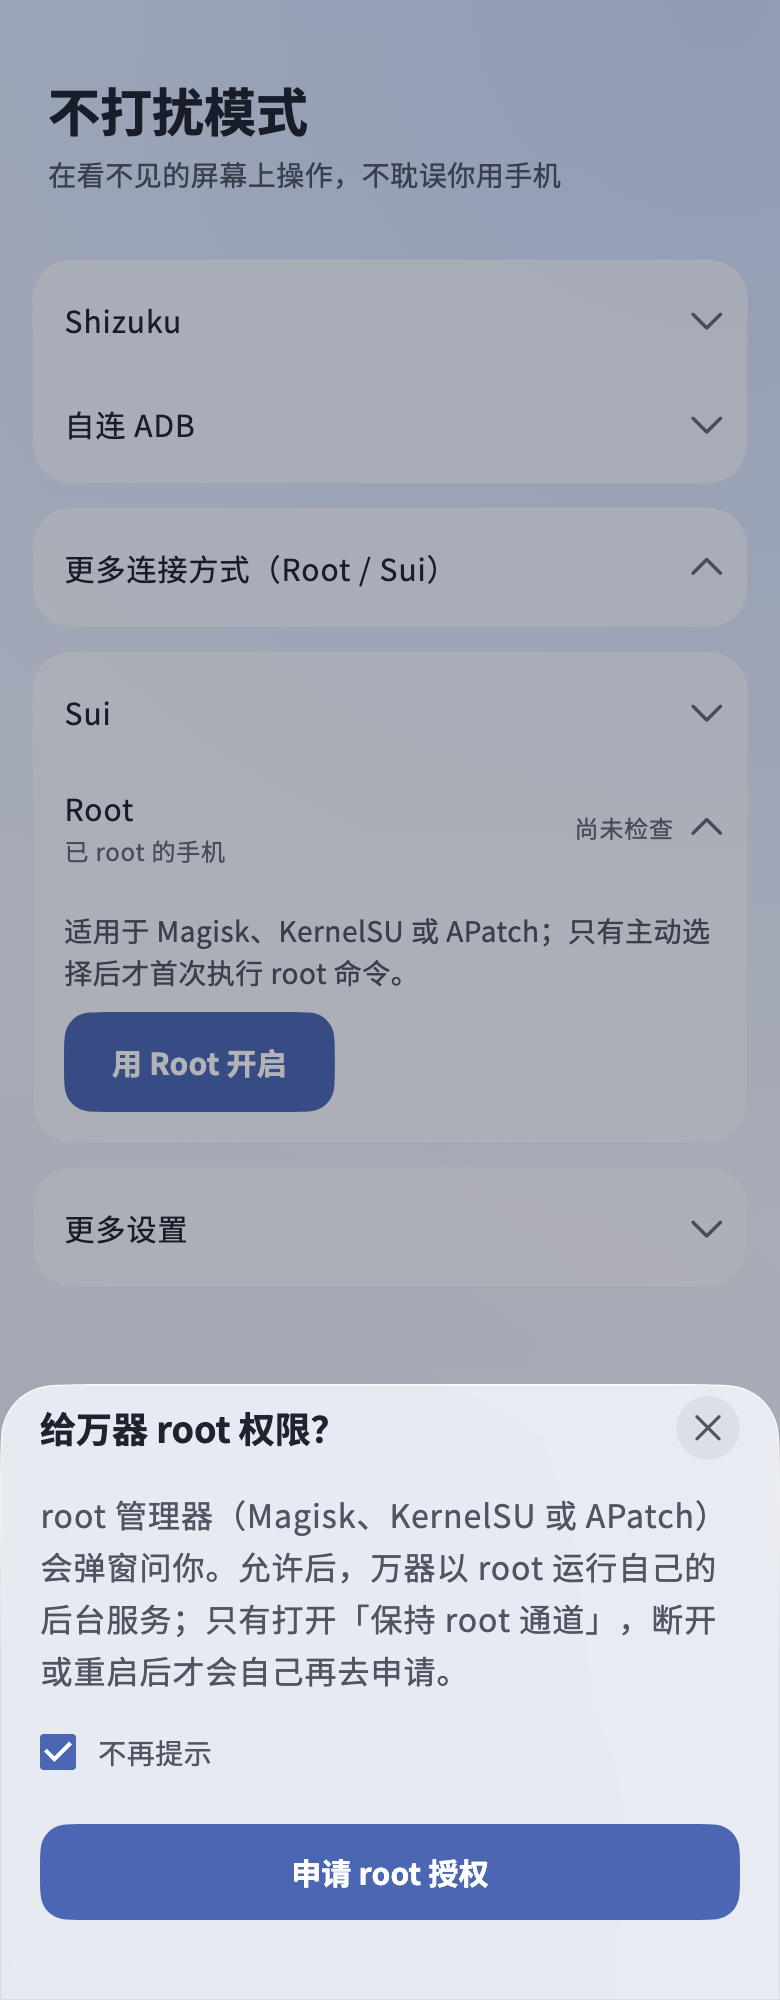 不打扰模式
在看不见的屏幕上操作，不耽误你用手机
Shizuku
自连 ADB
更多连接方式（Root / Sui）
Sui
Root
已 root 的手机
尚未检查
适用于 Magisk、KernelSU 或 APatch；只有主动选
择后才首次执行 root 命令。
用 Root 开启
更多设置
给万器 root 权限？
root 管理器（Magisk、KernelSU 或 APatch）
会弹窗问你。允许后，万器以 root 运行自己的
后台服务；只有打开「保持 root 通道」，断开
或重启后才会自己再去申请。
不再提示
申请 root 授权